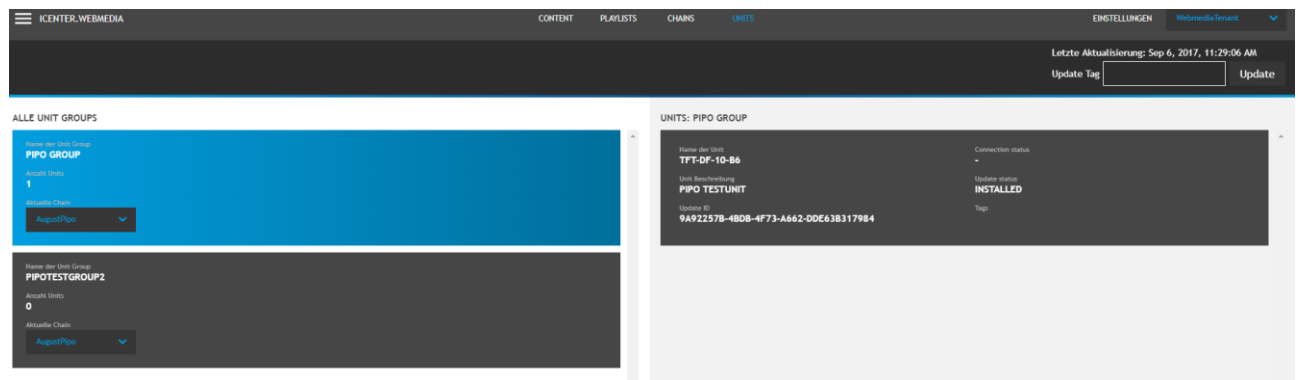 ICENTER.WEBMEDIA
CONTENT
PLAYLISTS
CHAINS
UNITS
EINSTELLUNGEN
WebmediaTenant
Letzte Aktualisierung: Sep 6, 2017, 11:29:06 AM
Update Tag
Update
ALLE UNIT GROUPS
Name der Unit Group
PIPO GROUP
Anzahl Units
1
Aktuelle Chain
AugustPipo
Name der Unit Group
PIPOTESTGROUP2
Anzahl Units
0
Aktuelle Chain
AugustPipo
UNITS: PIPO GROUP
Name der Unit
TFT-DF-10-B6
Unit Beschreibung
PIPO TESTUNIT
Update ID
9A92257B-4BDB-4F73-A662-DDE63B317984
Connection status
-
Update status
INSTALLED
Tags